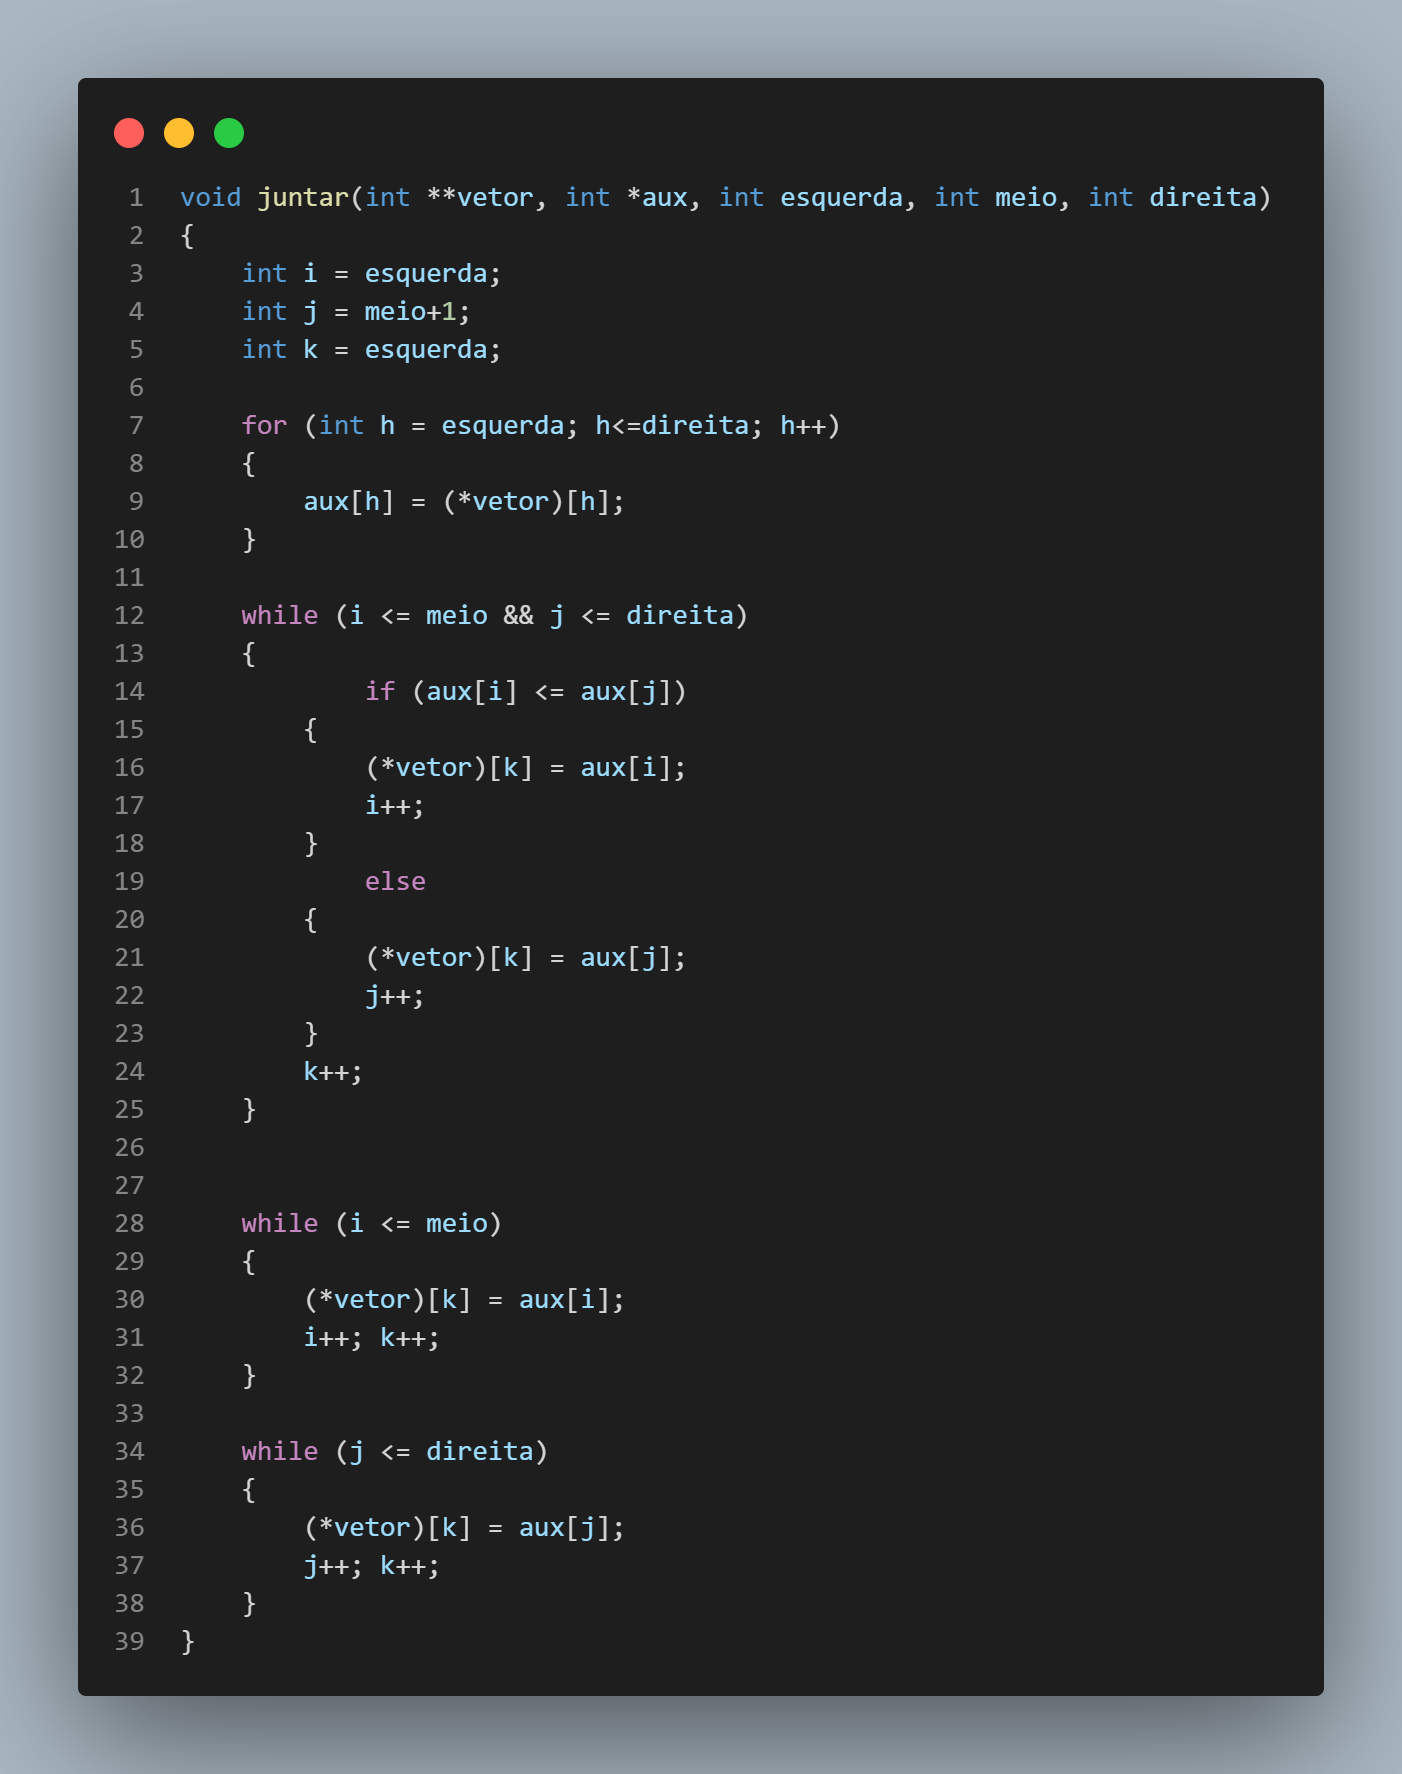 1 void juntar(int **vetor, int *aux, int esquerda, int meio, int direita)
2 {
3     int i = esquerda;
4     int j = meio+1;
5     int k = esquerda;
6
7     for (int h = esquerda; h<=direita; h++)
8     {
9         aux[h] = (*vetor)[h];
10     }
11
12     while (i <= meio && j <= direita)
13     {
14             if (aux[i] <= aux[j])
15         {
16             (*vetor)[k] = aux[i];
17             i++;
18         }
19             else
20         {
21             (*vetor)[k] = aux[j];
22             j++;
23         }
24         k++;
25     }
26
27
28     while (i <= meio)
29     {
30         (*vetor)[k] = aux[i];
31         i++; k++;
32     }
33
34     while (j <= direita)
35     {
36         (*vetor)[k] = aux[j];
37         j++; k++;
38     }
39 }